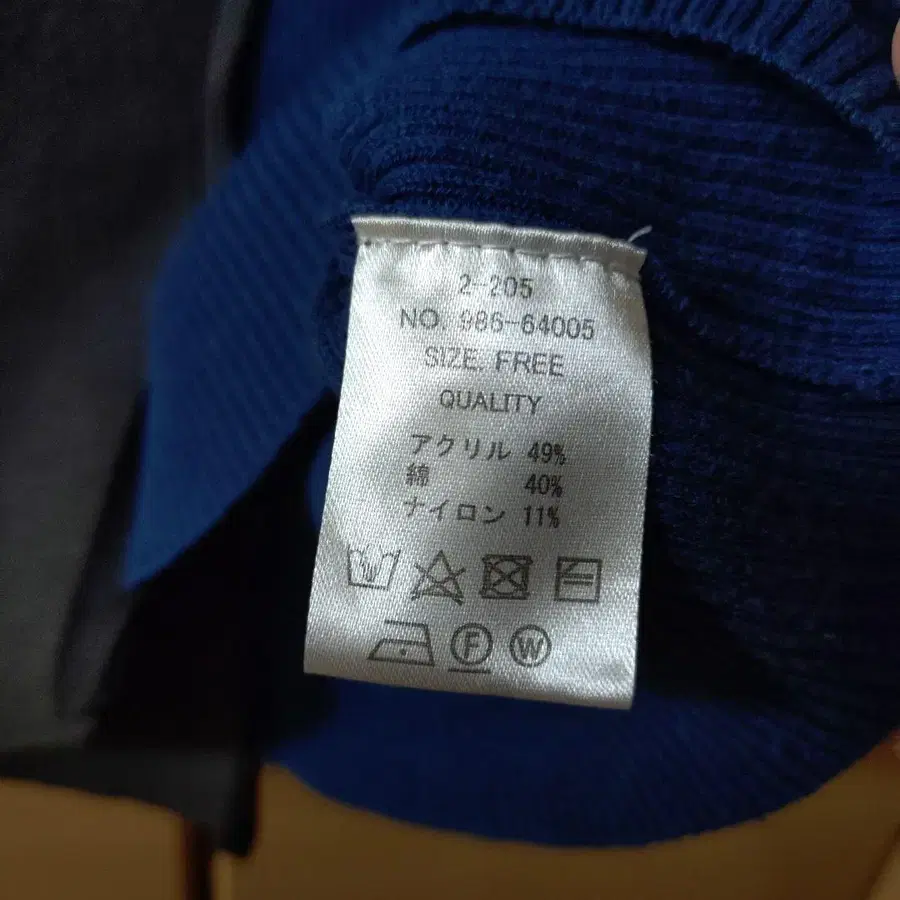 2-205
NO. 986-64005
SIZE. FREE
QUALITY
アクリル 49%
綿 40%
ナイロン 11%
F W